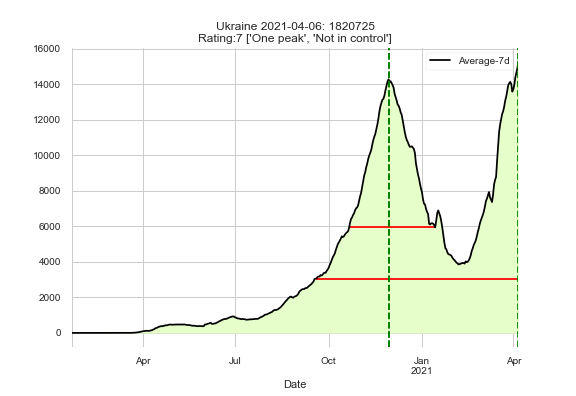 Ukraine 2021-04-06: 1820725
Rating:7 ['One peak', 'Not in control']
16000
14000
12000
10000
8000
6000
4000
2000
0
Average-7d
Apr
Jul
Oct
Jan
2021
Apr
Date